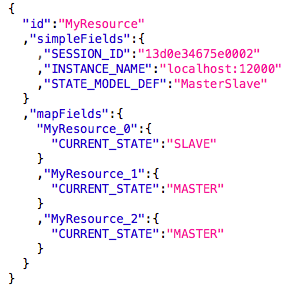 {
  "id":"MyResource"
  ,"simpleFields":{
    ,"SESSION_ID":"13d0e34675e0002"
    ,"INSTANCE_NAME":"localhost:12000"
    ,"STATE_MODEL_DEF":"MasterSlave"
  }
  ,"mapFields":{
    "MyResource_0":{
      "CURRENT_STATE":"SLAVE"
    }
    ,"MyResource_1":{
      "CURRENT_STATE":"MASTER"
    }
    ,"MyResource_2":{
      "CURRENT_STATE":"MASTER"
    }
  }
}